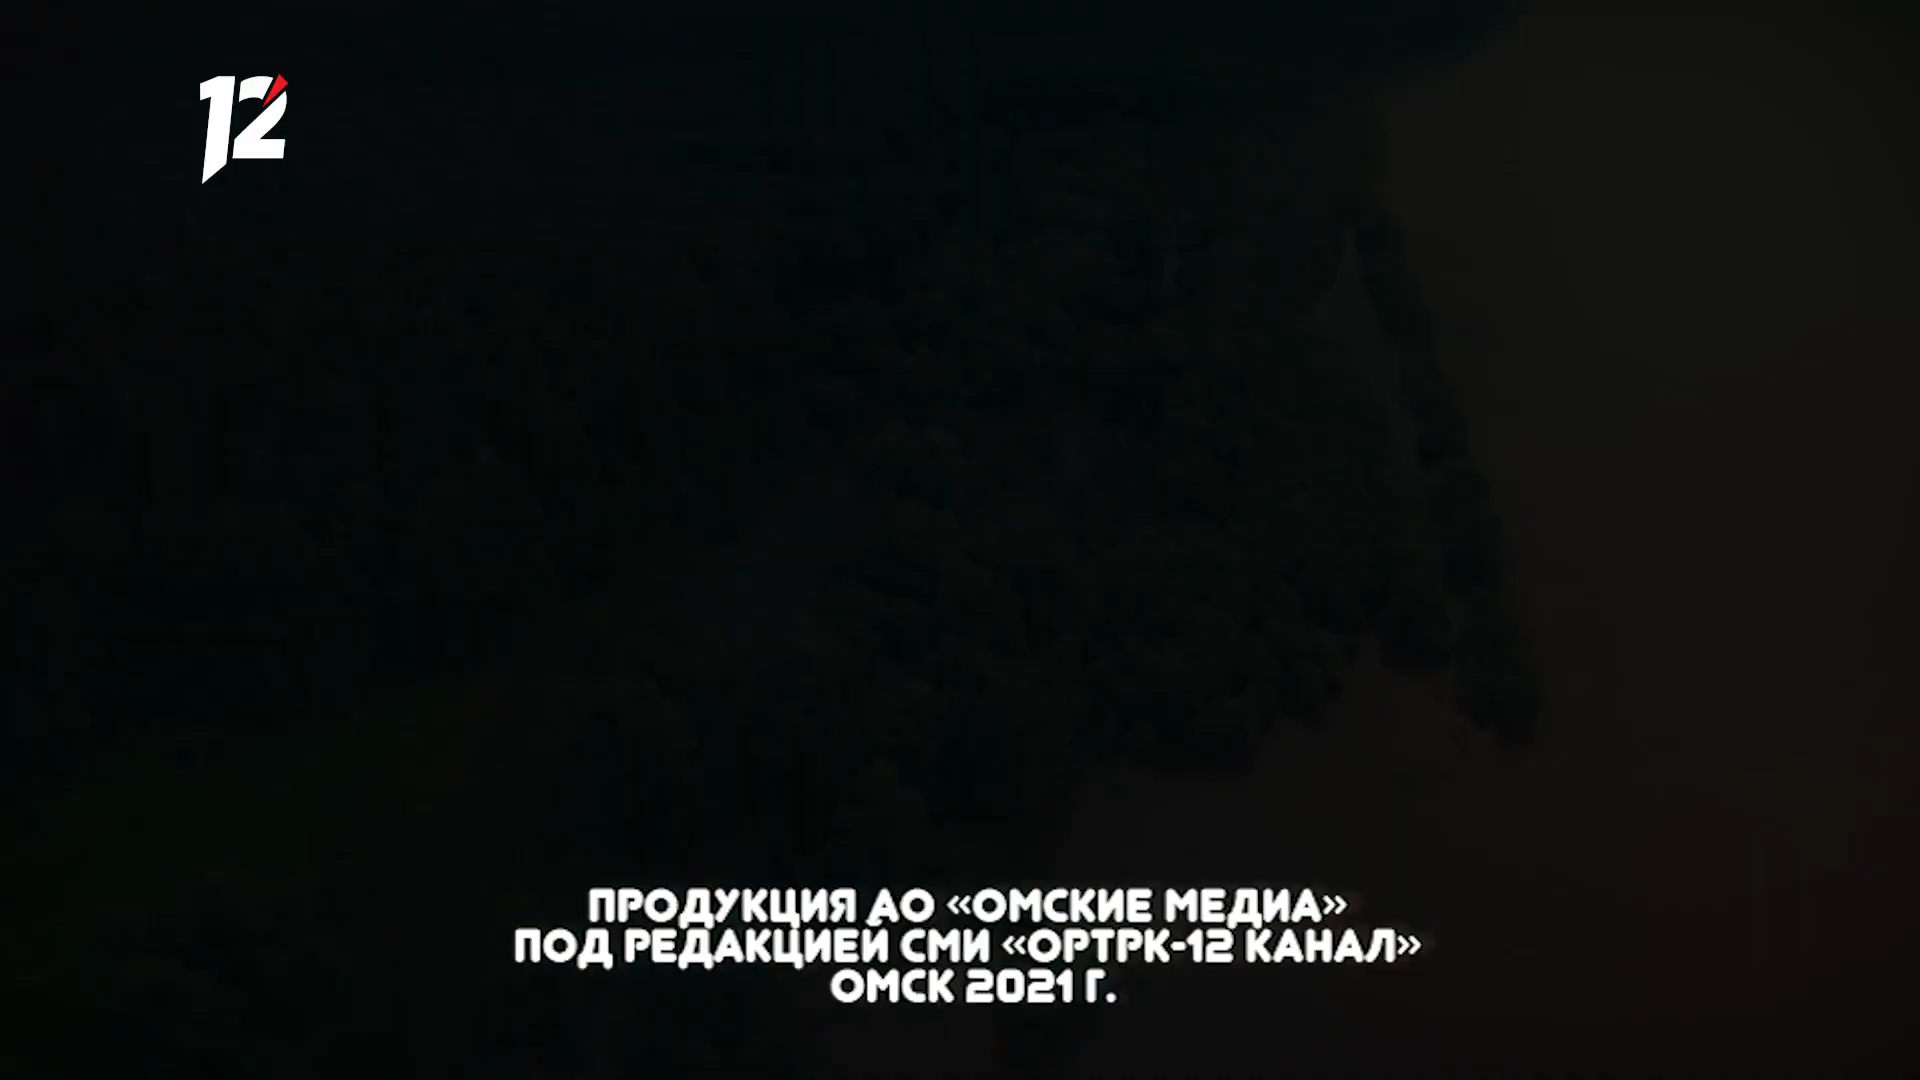 12
ПРОДУКЦИЯ АО «ОМСКИЕ МЕДИА»
ПОД РЕДАКЦИЕЙ СМИ «ОРТРК-12 КАНАЛ»
ОМСК 2021 Г.